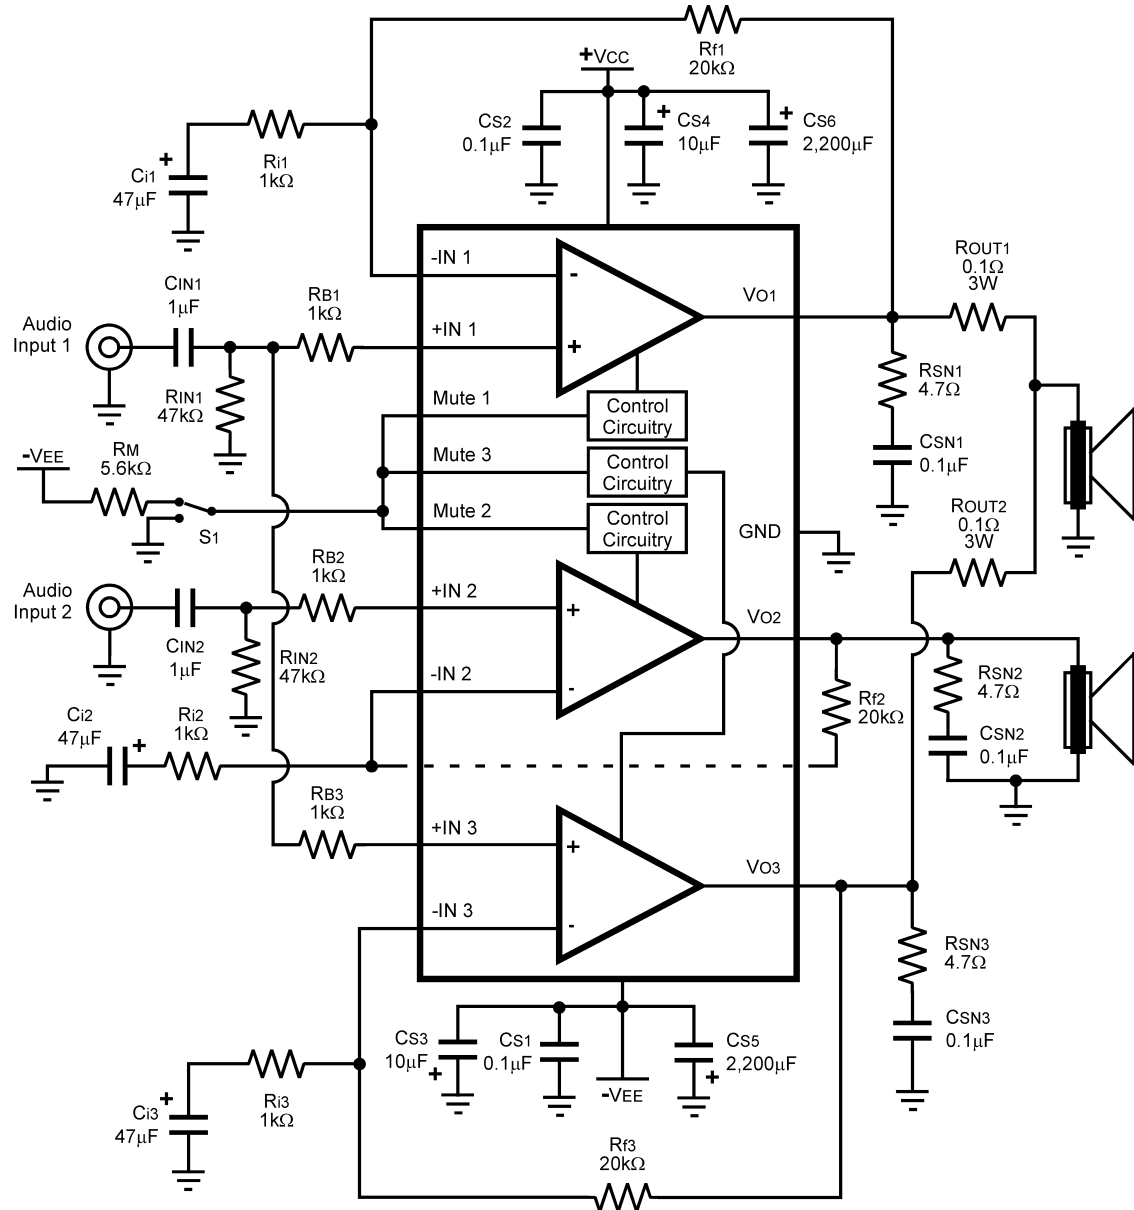 Rf1
20kΩ
+VCC
CS2
0.1μF
+
CS4
10μF
+
CS6
2,200μF
Ri1
1kΩ
+
Ci1
47μF
-IN 1
-
+IN 1
+
VO1
ROUT1
0.1Ω
3W
CIN1
1μF
RB1
1kΩ
Audio
Input 1
RIN1
47kΩ
RSN1
4.7Ω
CSN1
0.1μF
Mute 1
Control
Circuitry
Mute 3
Control
Circuitry
Mute 2
Control
Circuitry
-VEE
RM
5.6kΩ
S1
GND
ROUT2
0.1Ω
3W
Audio
Input 2
RB2
1kΩ
CIN2
1μF
RIN2
47kΩ
+IN 2
+
-IN 2
-
VO2
Rf2
20kΩ
RSN2
4.7Ω
CSN2
0.1μF
Ci2
47μF
+
Ri2
1kΩ
RB3
1kΩ
+IN 3
+
-IN 3
-
VO3
RSN3
4.7Ω
CSN3
0.1μF
CS3
10μF
+
CS1
0.1μF
CS5
2,200μF
+
-VEE
+
Ci3
47μF
Ri3
1kΩ
Rf3
20kΩ